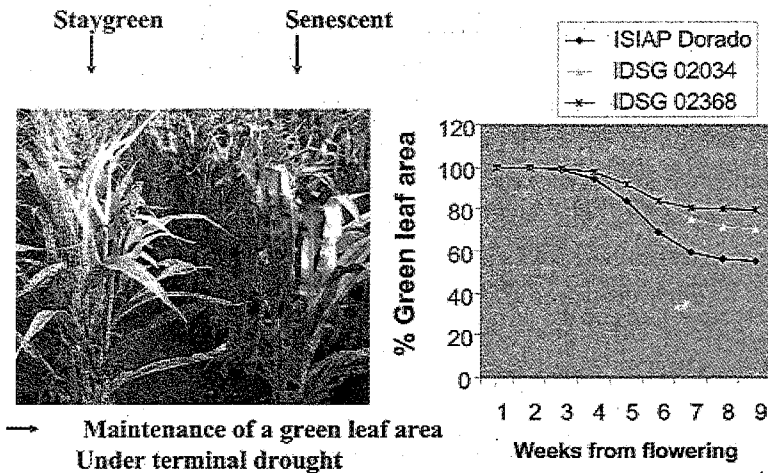 Staygreen
Senescent
ISIAP Dorado
IDSG 02034
IDSG 02368
120
100
80
60
40
20
0
% Green leaf area
1 2 3 4 5 6 7 8 9
Weeks from flowering
→ Maintenance of a green leaf area
Under terminal drought